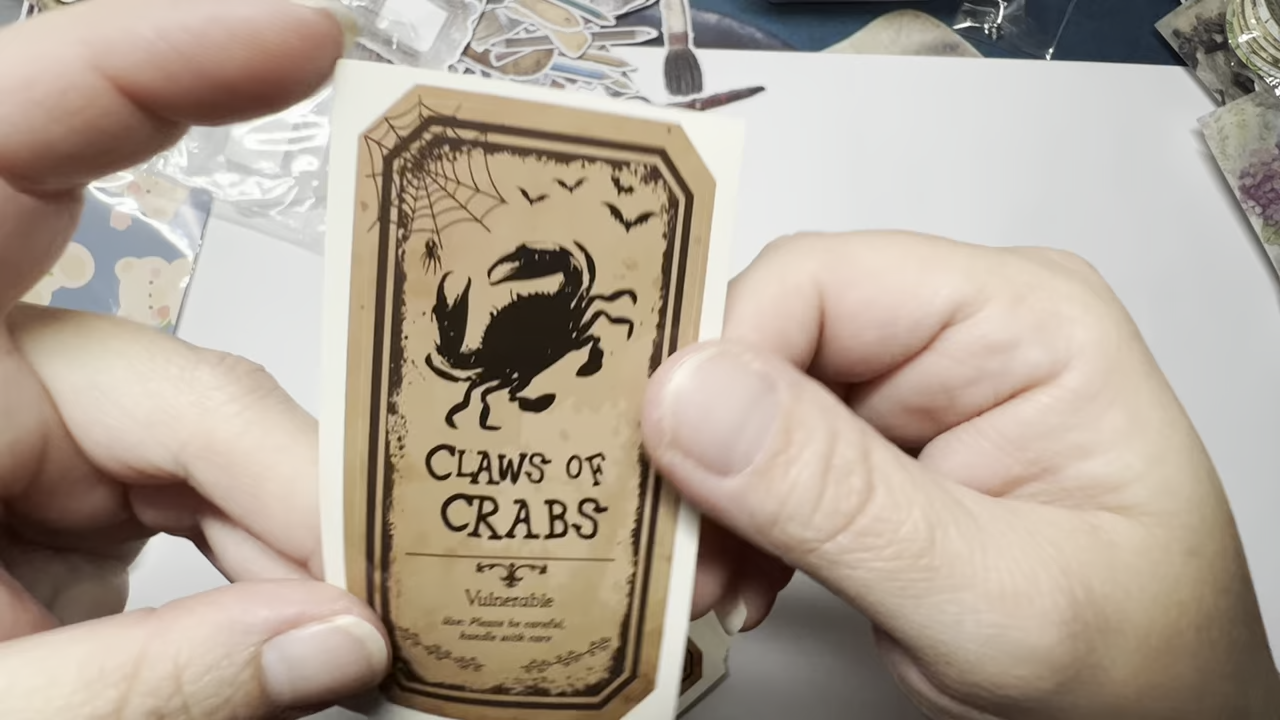 CLAWS OF
CRABS
Vulnerable
Use: Please be careful,
handle with care